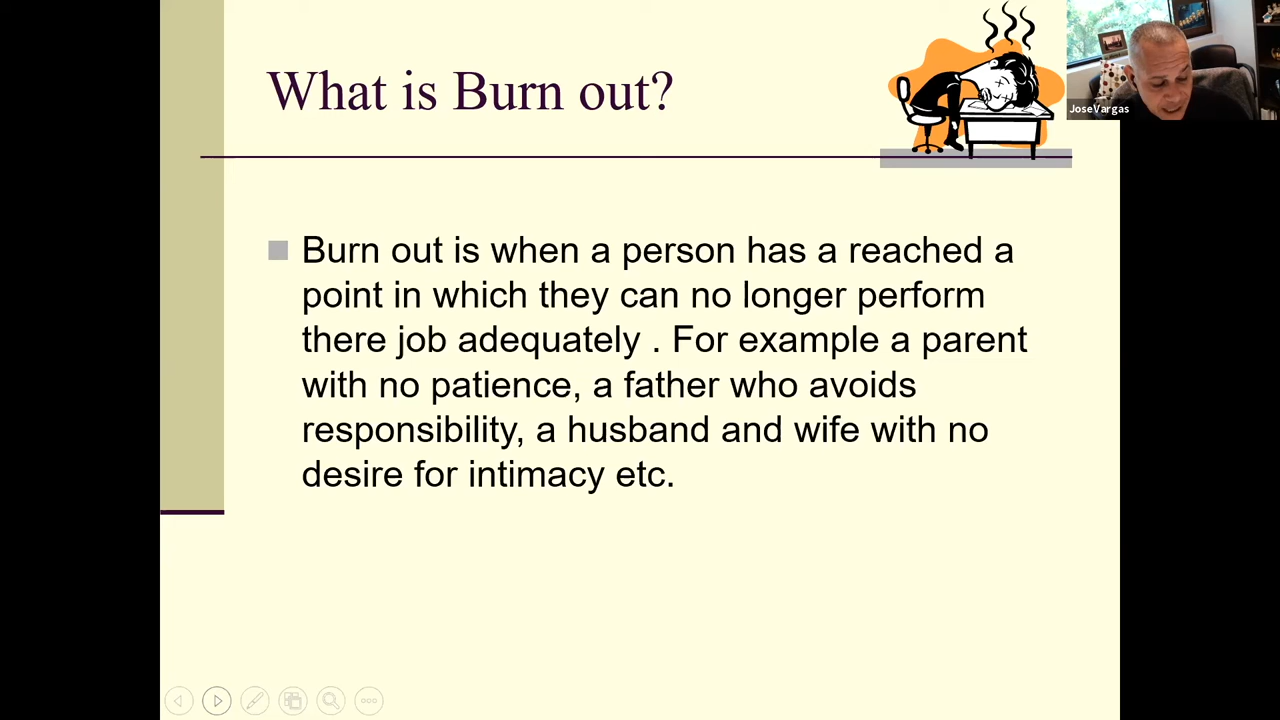 What is Burn out?
JoseVargas
Burn out is when a person has a reached a
point in which they can no longer perform
there job adequately . For example a parent
with no patience, a father who avoids
responsibility, a husband and wife with no
desire for intimacy etc.